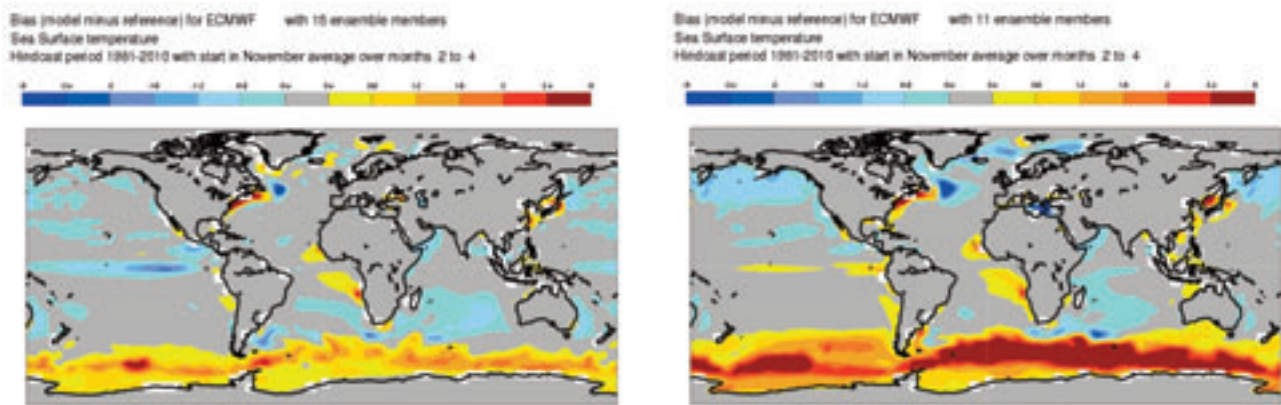 Bias (model minus reference) for ECMWF with 15 ensemble members
Sea Surface temperature
Hindcast period 1981-2010 with start in November average over months 2 to 4
Bias (model minus reference) for ECMWF with 11 ensemble members
Sea Surface temperature
Hindcast period 1981-2010 with start in November average over months 2 to 4